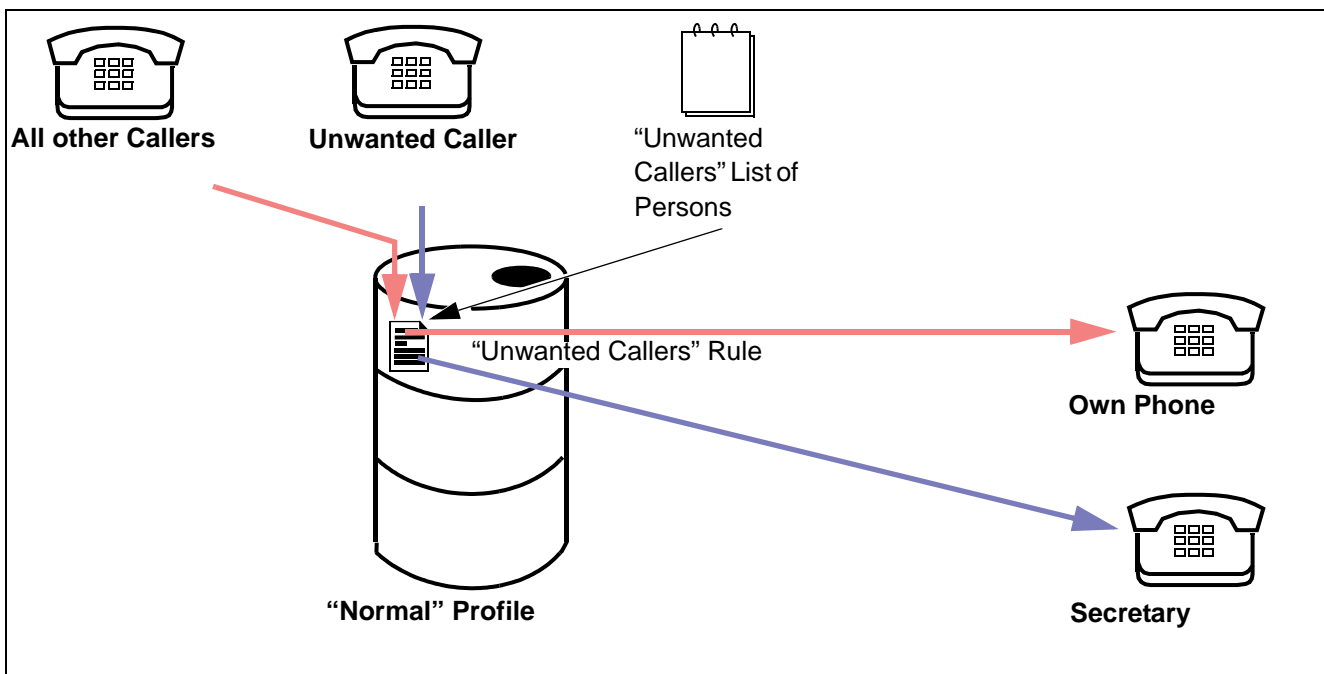 All other Callers
Unwanted Caller
“Unwanted
Callers” List of
Persons
“Unwanted Callers” Rule
Own Phone
“Normal” Profile
Secretary